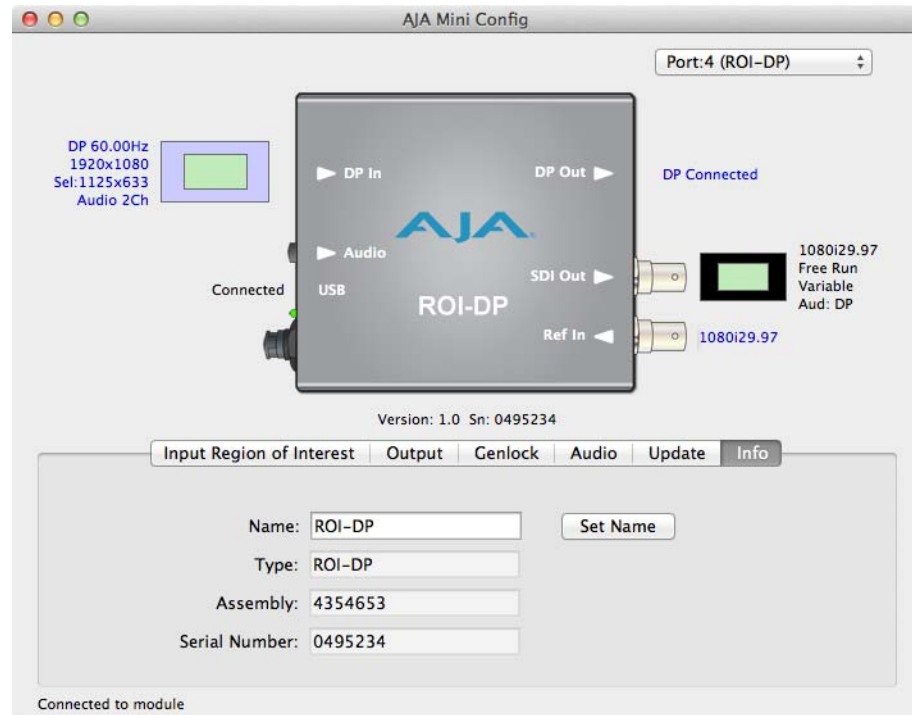 AJA Mini Config
Port:4 (ROI-DP)
DP 60.00Hz
1920x1080
Sel:1125x633
Audio 2Ch
DP In
DP Out
DP Connected
AJA
Audio
Connected
USB
ROI-DP
SDI Out
1080i29.97
Free Run
Variable
Aud: DP
Ref In
1080i29.97
Version: 1.0 Sn: 0495234
Input Region of Interest
Output
Genlock
Audio
Update
Info
Name: ROI-DP
Set Name
Type: ROI-DP
Assembly: 4354653
Serial Number: 0495234
Connected to module